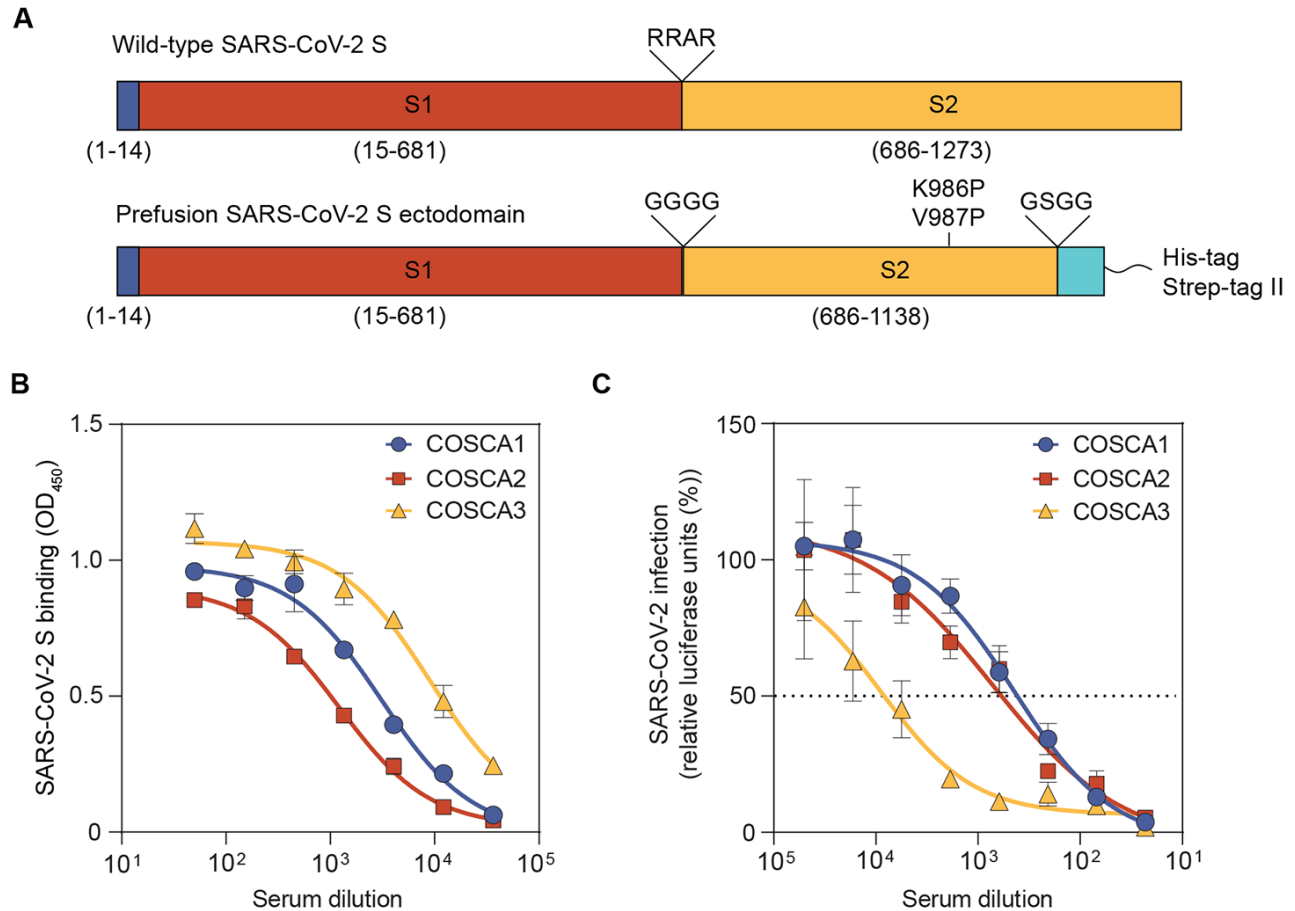 A
Wild-type SARS-CoV-2 S
RRAR
S1
S2
(1-14)
(15-681)
(686-1273)
Prefusion SARS-CoV-2 S ectodomain
GGGG
K986P
V987P
GSGG
S1
S2
His-tag
Strep-tag II
(1-14)
(15-681)
(686-1138)
B
SARS-CoV-2 S binding (OD450)
1.5
1.0
0.5
0
10¹
10²
10³
10⁴
10⁵
Serum dilution
COSCA1
COSCA2
COSCA3
C
SARS-CoV-2 infection
(relative luciferase units (%))
150
100
50
0
10⁵
10⁴
10³
10²
10¹
Serum dilution
COSCA1
COSCA2
COSCA3